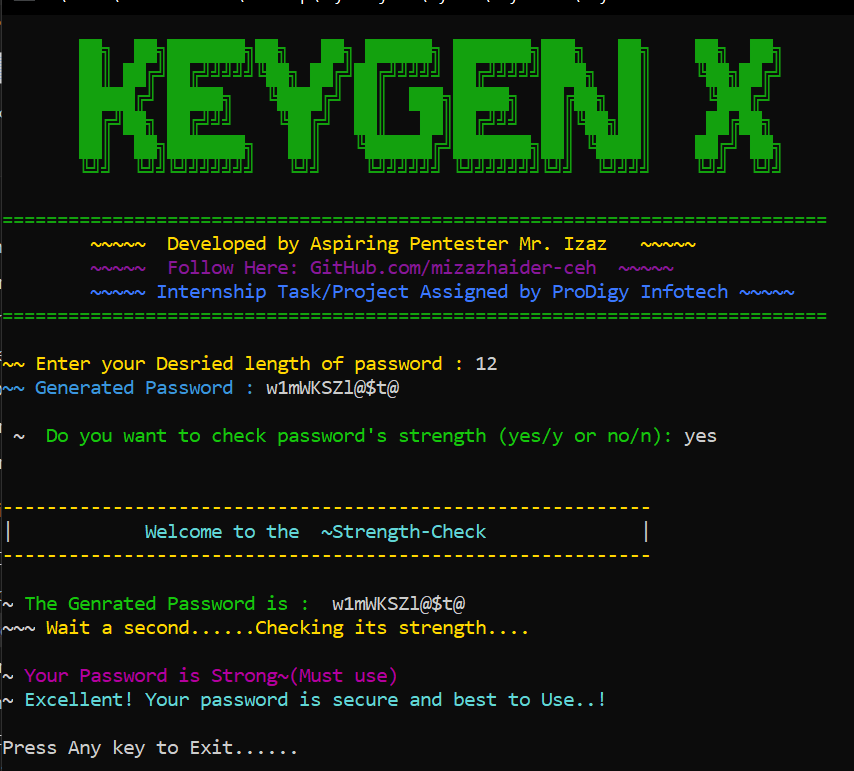 KEYGEN X
===========================================================================
~~~~~ Developed by Aspiring Pentester Mr. Izaz ~~~~~
~~~~~ Follow Here: GitHub.com/mizazhaider-ceh ~~~~~
~~~~~ Internship Task/Project Assigned by ProDigy Infotech ~~~~~
===========================================================================
~~ Enter your Desried length of password : 12
~~ Generated Password : w1mWKSZl@$t@
~ Do you want to check password's strength (yes/y or no/n): yes
-----------------------------------------------------------
| Welcome to the ~Strength-Check |
-----------------------------------------------------------
~ The Genrated Password is : w1mWKSZl@$t@
~~~ Wait a second......Checking its strength....
~ Your Password is Strong~(Must use)
~ Excellent! Your password is secure and best to Use..!
Press Any key to Exit......